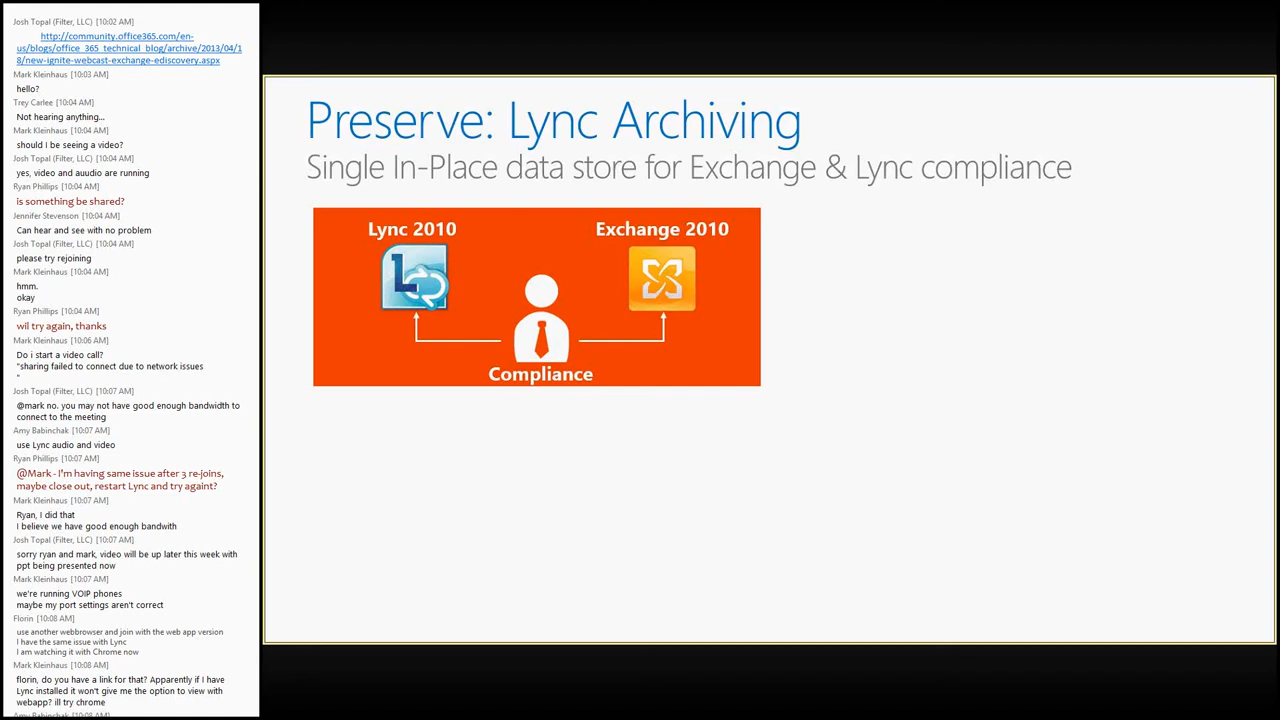 Josh Topal (Filter, LLC) [10:02 AM]
http://community.office365.com/en-
us/blogs/office_365_technical_blog/archive/2013/04/1
8/new-ignite-webcast-exchange-ediscovery.aspx
Mark Kleinhaus [10:03 AM]
hello?
Trey Carlee [10:04 AM]
Not hearing anything...
Mark Kleinhaus [10:04 AM]
should I be seeing a video?
Josh Topal (Filter, LLC) [10:04 AM]
yes, video and auudio are running
Ryan Phillips [10:04 AM]
is something be shared?
Jennifer Stevenson [10:04 AM]
Can hear and see with no problem
Josh Topal (Filter, LLC) [10:04 AM]
please try rejoining
Mark Kleinhaus [10:04 AM]
hmm.
okay
Ryan Phillips [10:04 AM]
wil try again, thanks
Mark Kleinhaus [10:06 AM]
Do i start a video call?
"sharing failed to connect due to network issues
"
Josh Topal (Filter, LLC) [10:07 AM]
@mark no. you may not have good enough bandwidth to
connect to the meeting
Amy Babinchak [10:07 AM]
use Lync audio and video
Ryan Phillips [10:07 AM]
@Mark - I'm having same issue after 3 re-joins,
maybe close out, restart Lync and try againt?
Mark Kleinhaus [10:07 AM]
Ryan, I did that
I believe we have good enough bandwith
Josh Topal (Filter, LLC) [10:07 AM]
sorry ryan and mark, video will be up later this week with
ppt being presented now
Mark Kleinhaus [10:07 AM]
we're running VOIP phones
maybe my port settings aren't correct
Florin [10:08 AM]
use another webbrowser and join with the web app version
I have the same issue with Lync
I am watching it with Chrome now
Mark Kleinhaus [10:08 AM]
florin, do you have a link for that? Apparently if I have
Lync installed it won't give me the option to view with
webapp? ill try chrome
Amy Babinchak [10:08 AM]
Preserve: Lync Archiving
Single In-Place data store for Exchange & Lync compliance
Lync 2010
Exchange 2010
Compliance